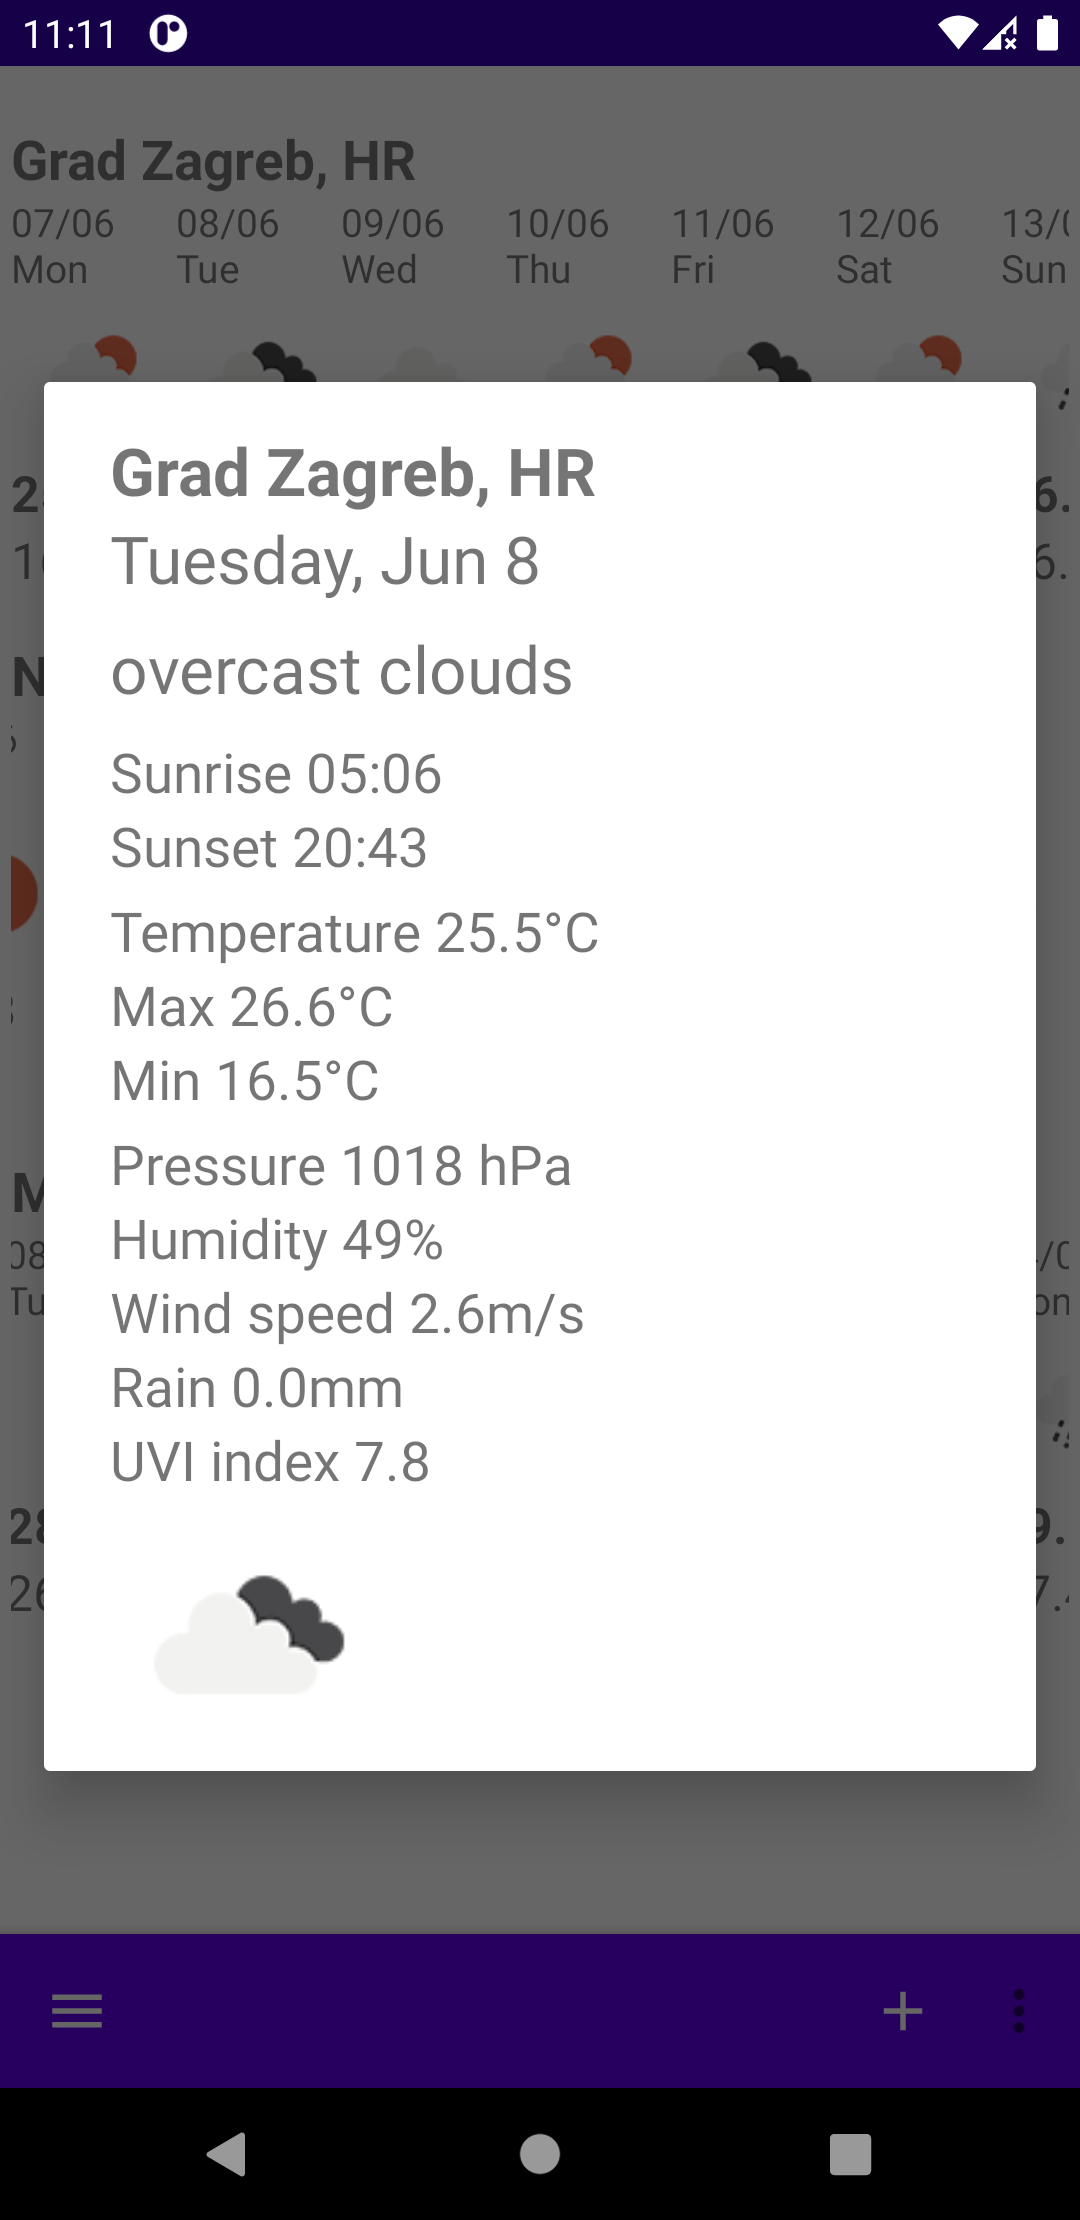 11:11
Grad Zagreb, HR
07/06 08/06 09/06 10/06 11/06 12/06
Mon Tue Wed Thu Fri Sat Sun
Grad Zagreb, HR
Tuesday, Jun 8
overcast clouds
Sunrise 05:06
Sunset 20:43
Temperature 25.5°C
Max 26.6°C
Min 16.5°C
Pressure 1018 hPa
Humidity 49%
Wind speed 2.6m/s
Rain 0.0mm
UVI index 7.8